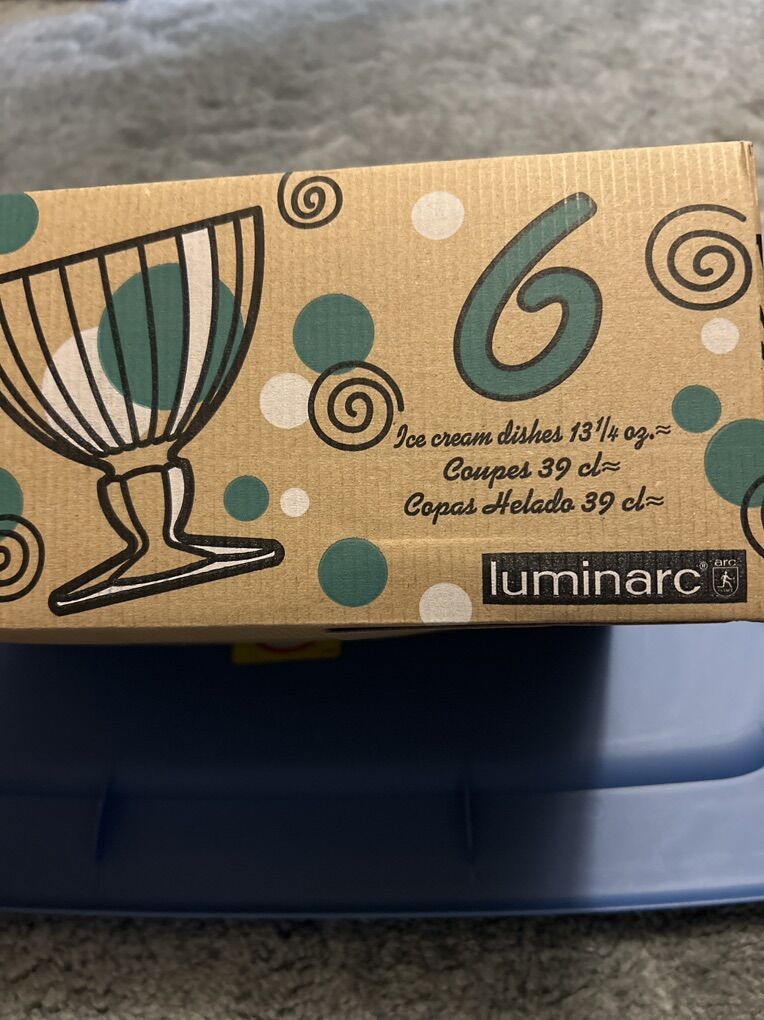 6
Ice cream dishes 13 1/4 oz.≈
Coupes 39 cl≈
Copas Helado 39 cl≈
luminarc®
arc